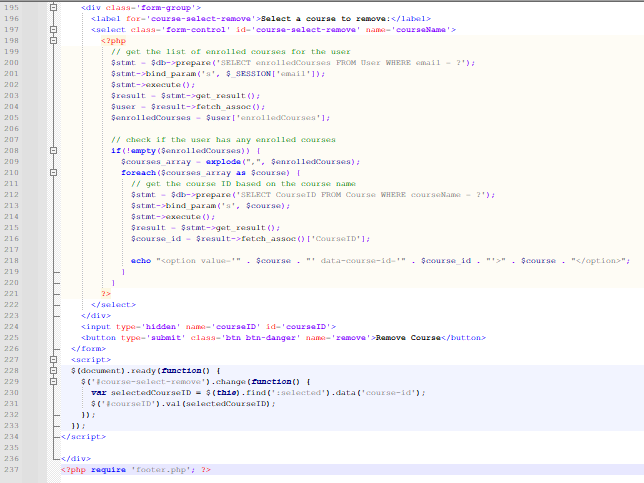 195 <div class='form-group'>
196 <label for='course-select-remove'>Select a course to remove:</label>
197 <select class='form-control' id='course-select-remove' name='courseName'>
198 <?php
199 // get the list of enrolled courses for the user
200 $stmt = $db->prepare('SELECT enrolledCourses FROM User WHERE email = ?');
201 $stmt->bind_param('s', $_SESSION['email']);
202 $stmt->execute();
203 $result = $stmt->get_result();
204 $user = $result->fetch_assoc();
205 $enrolledCourses = $user['enrolledCourses'];
206
207 // check if the user has any enrolled courses
208 if(!empty($enrolledCourses)) {
209 $courses_array = explode(",", $enrolledCourses);
210 foreach($courses_array as $course) {
211 // get the course ID based on the course name
212 $stmt = $db->prepare('SELECT CourseID FROM Course WHERE courseName = ?');
213 $stmt->bind_param('s', $course);
214 $stmt->execute();
215 $result = $stmt->get_result();
216 $course_id = $result->fetch_assoc()['CourseID'];
217
218 echo "<option value='" . $course . "' data-course-id='" . $course_id . "'>" . $course . "</option>";
219 }
220 }
221 ?>
222 </select>
223 </div>
224 <input type='hidden' name='courseID' id='courseID'>
225 <button type='submit' class='btn btn-danger' name='remove'>Remove Course</button>
226 </form>
227 <script>
228 $(document).ready(function() {
229 $('#course-select-remove').change(function() {
230 var selectedCourseID = $(this).find(':selected').data('course-id');
231 $('#courseID').val(selectedCourseID);
232 });
233 });
234 </script>
235
236 </div>
237 <?php require 'footer.php'; ?>